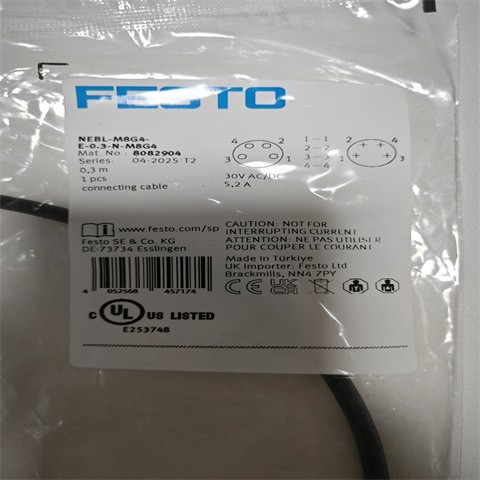 FESTO
NEBL-M8G4-
E-0.3-N-M8G4
Mat. No.: 8082904
Series: 04-2025 T2
0,3 m
1 pcs
connecting cable
4 2
3 1
1-1
2-2
3-3
4-4
2 4
1 3
30V AC/DC
5,2 A
www.festo.com/sp
Festo SE & Co. KG
DE-73734 Esslingen
CAUTION: NOT FOR
INTERRUPTING CURRENT
ATTENTION: NE PAS UTILISER
POUR COUPER LE COURANT
Made in Türkiye
UK Importer: Festo Ltd
Brackmills, NN4 7PY
4 052568 457174
CE UKCA
C UL US LISTED
E253748